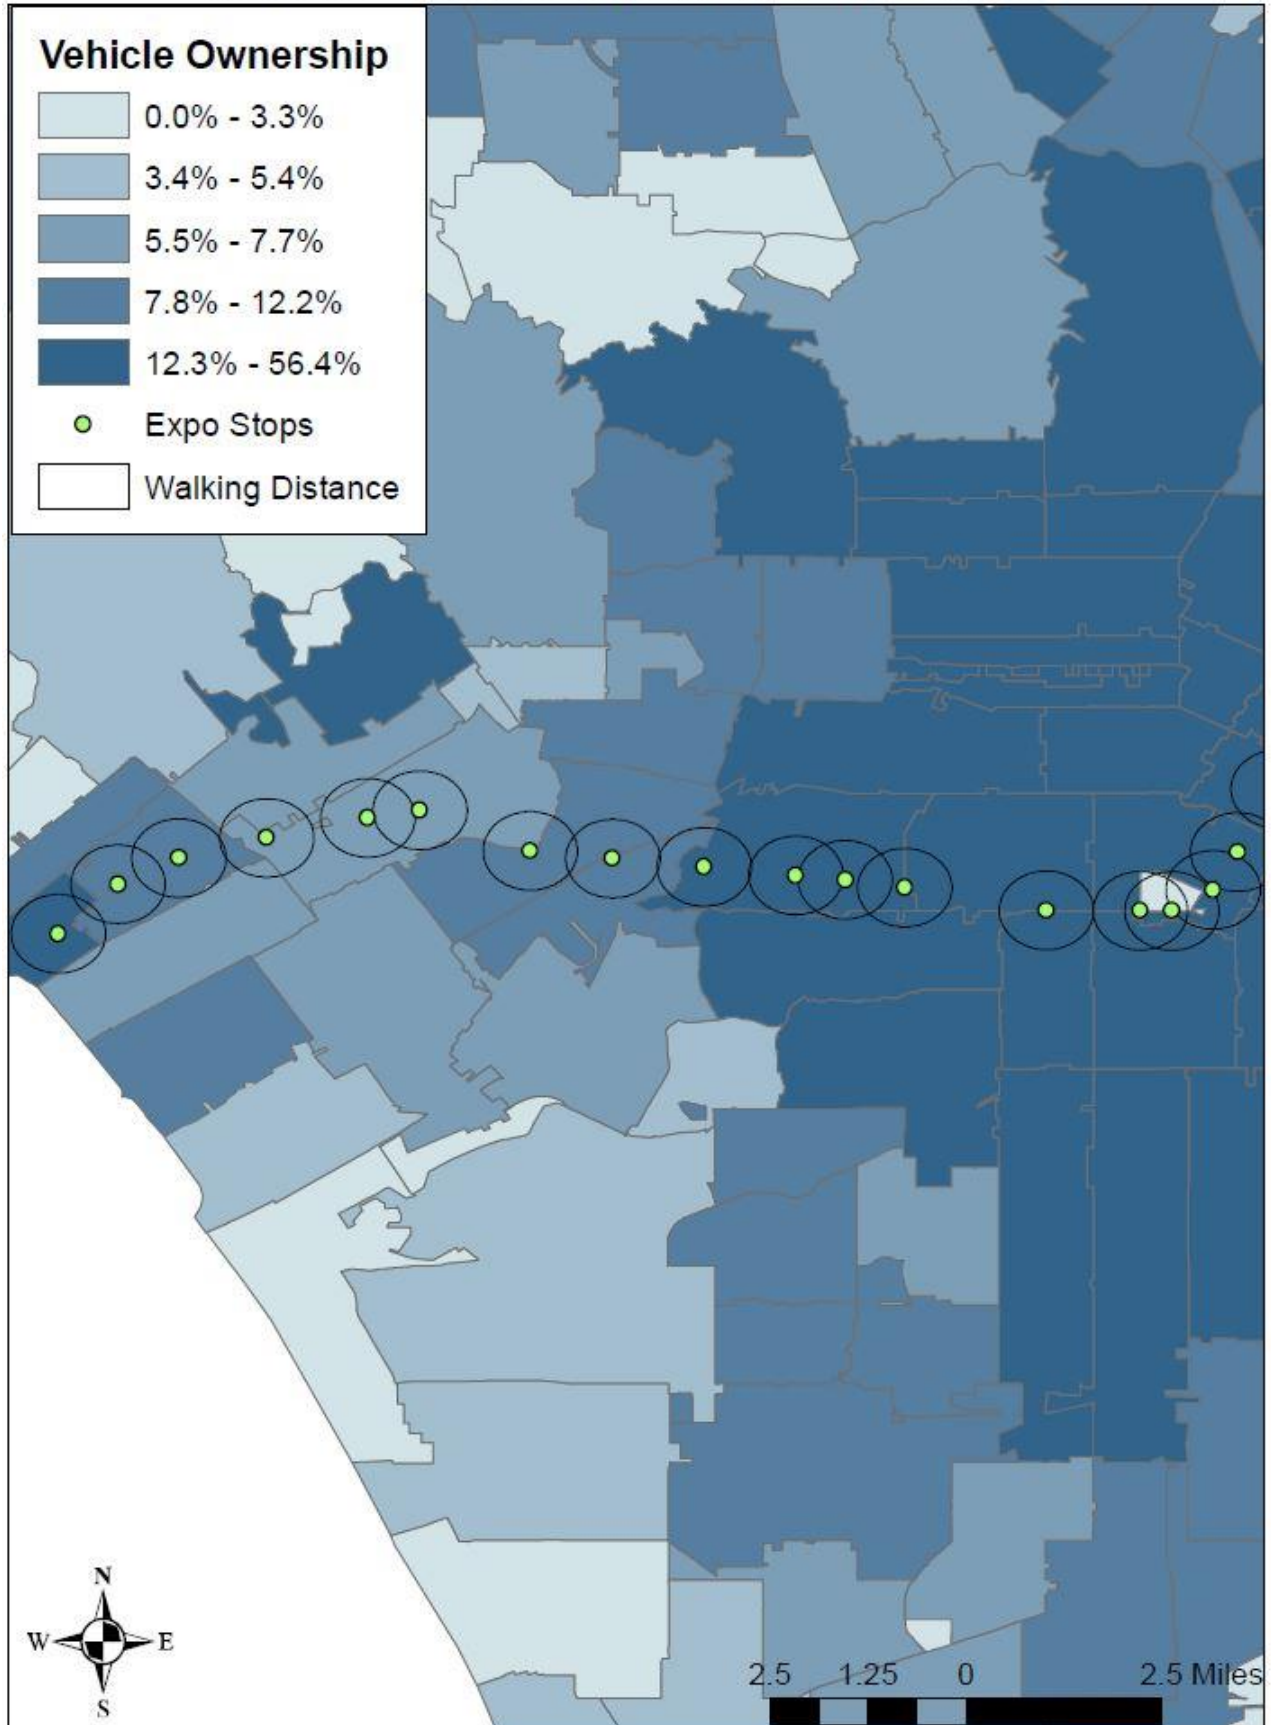 Vehicle Ownership
0.0% - 3.3%
3.4% - 5.4%
5.5% - 7.7%
7.8% - 12.2%
12.3% - 56.4%
Expo Stops
Walking Distance
N
W E
S
2.5 1.25 0 2.5 Miles